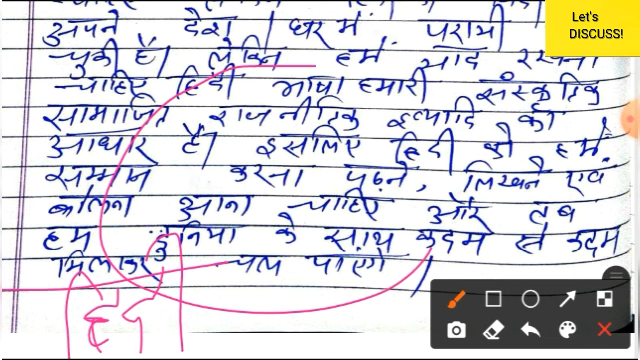 अपने देश / घर में परायी
चुकी है। लेकिन हमें याद रखना
चाहिए हिंदी भाषा हमारी संस्कृतिक
सामाजित राजनीतिक इत्यादि का
आधार है। इसलिए हिंदी को हमें
सम्मान करना पढ़ने, लिखने एवं
बोलना आना चाहिए और तब
हम दुनिया के साथ कदम से कदम
मिलाकर चल पाएंगे।
Let's
DISCUSS!